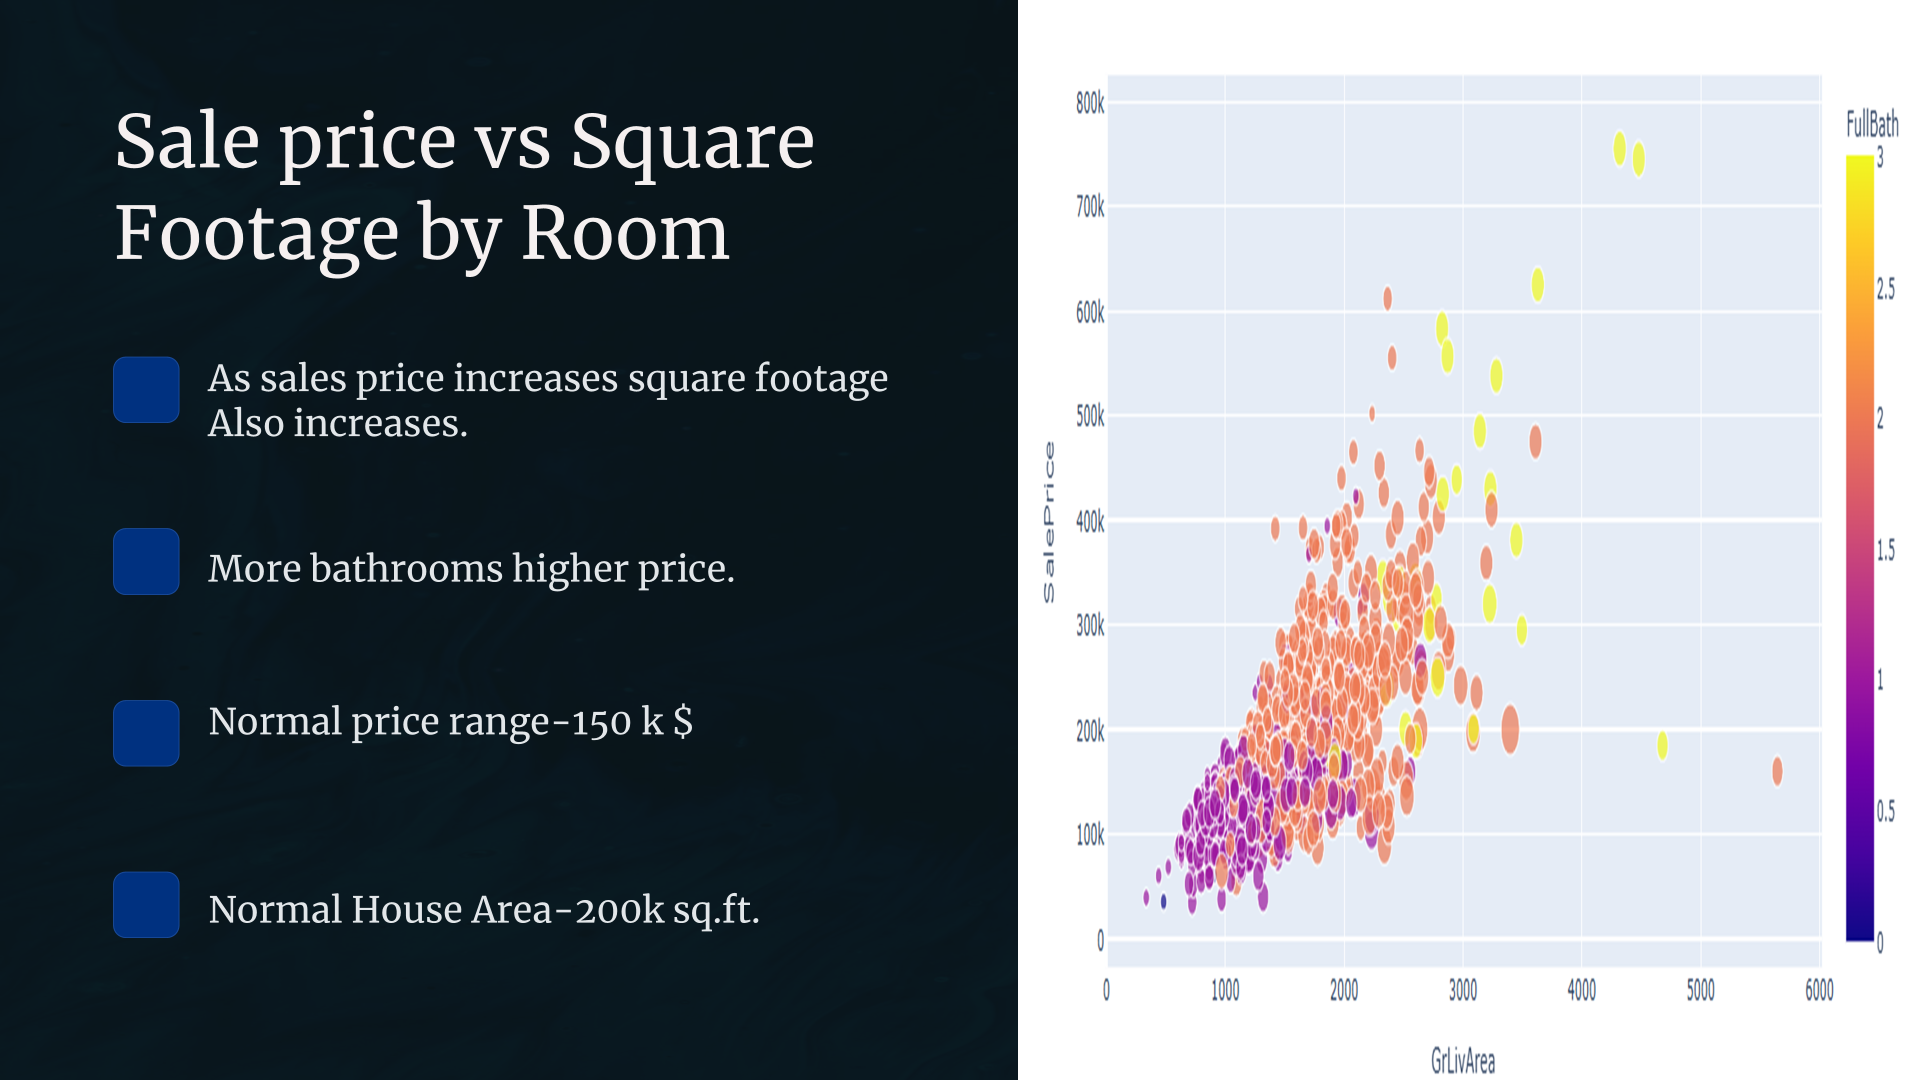 Sale price vs Square
Footage by Room
As sales price increases square footage
Also increases.
More bathrooms higher price.
Normal price range-150 k $
Normal House Area-200k sq.ft.
800k
700k
600k
500k
400k
300k
200k
100k
0
SalePrice
0 1000 2000 3000 4000 5000 6000
GrLivArea
FullBath
3
2.5
2
1.5
1
0.5
0